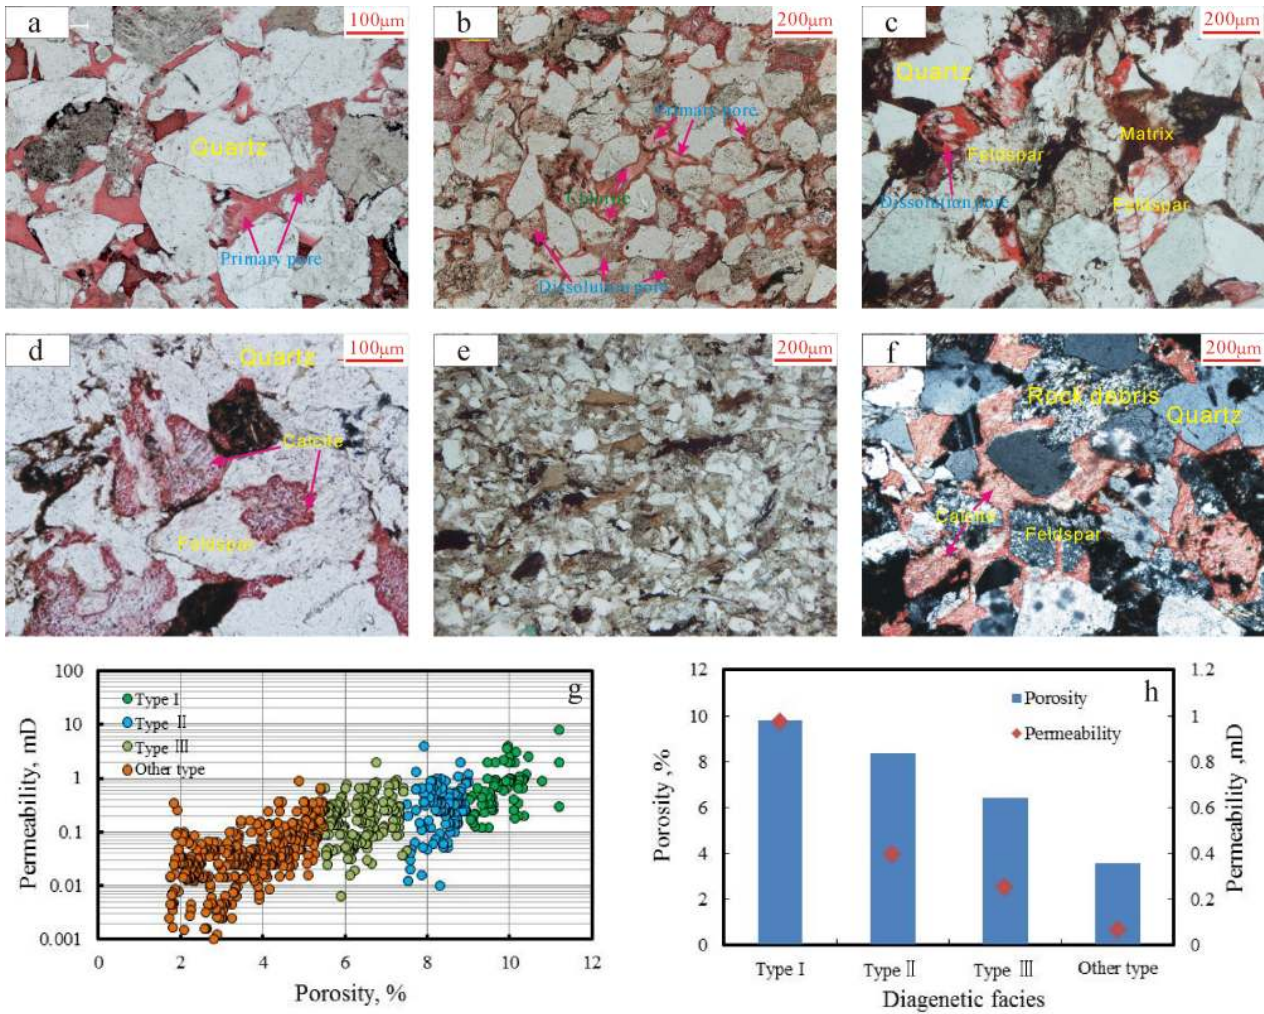 a
100μm
Quartz
Primary pore
b
200μm
Primary pore
Chlorite
Dissolution pore
c
200μm
Quartz
Matrix
Feldspar
Dissolution pore
Feldspar
d
100μm
Quartz
Calcite
Feldspar
e
200μm
f
200μm
Rock debris
Quartz
Calcite
Feldspar
g
100
10
1
0.1
0.01
0.001
Permeability, mD
Type I
Type II
Type III
Other type
0 2 4 6 8 10 12
Porosity, %
h
12
10
8
6
4
2
0
Porosity ,%
Porosity
Permeability
1.2
1
0.8
0.6
0.4
0.2
0
Permeability ,mD
Type I Type II Type III Other type
Diagenetic facies